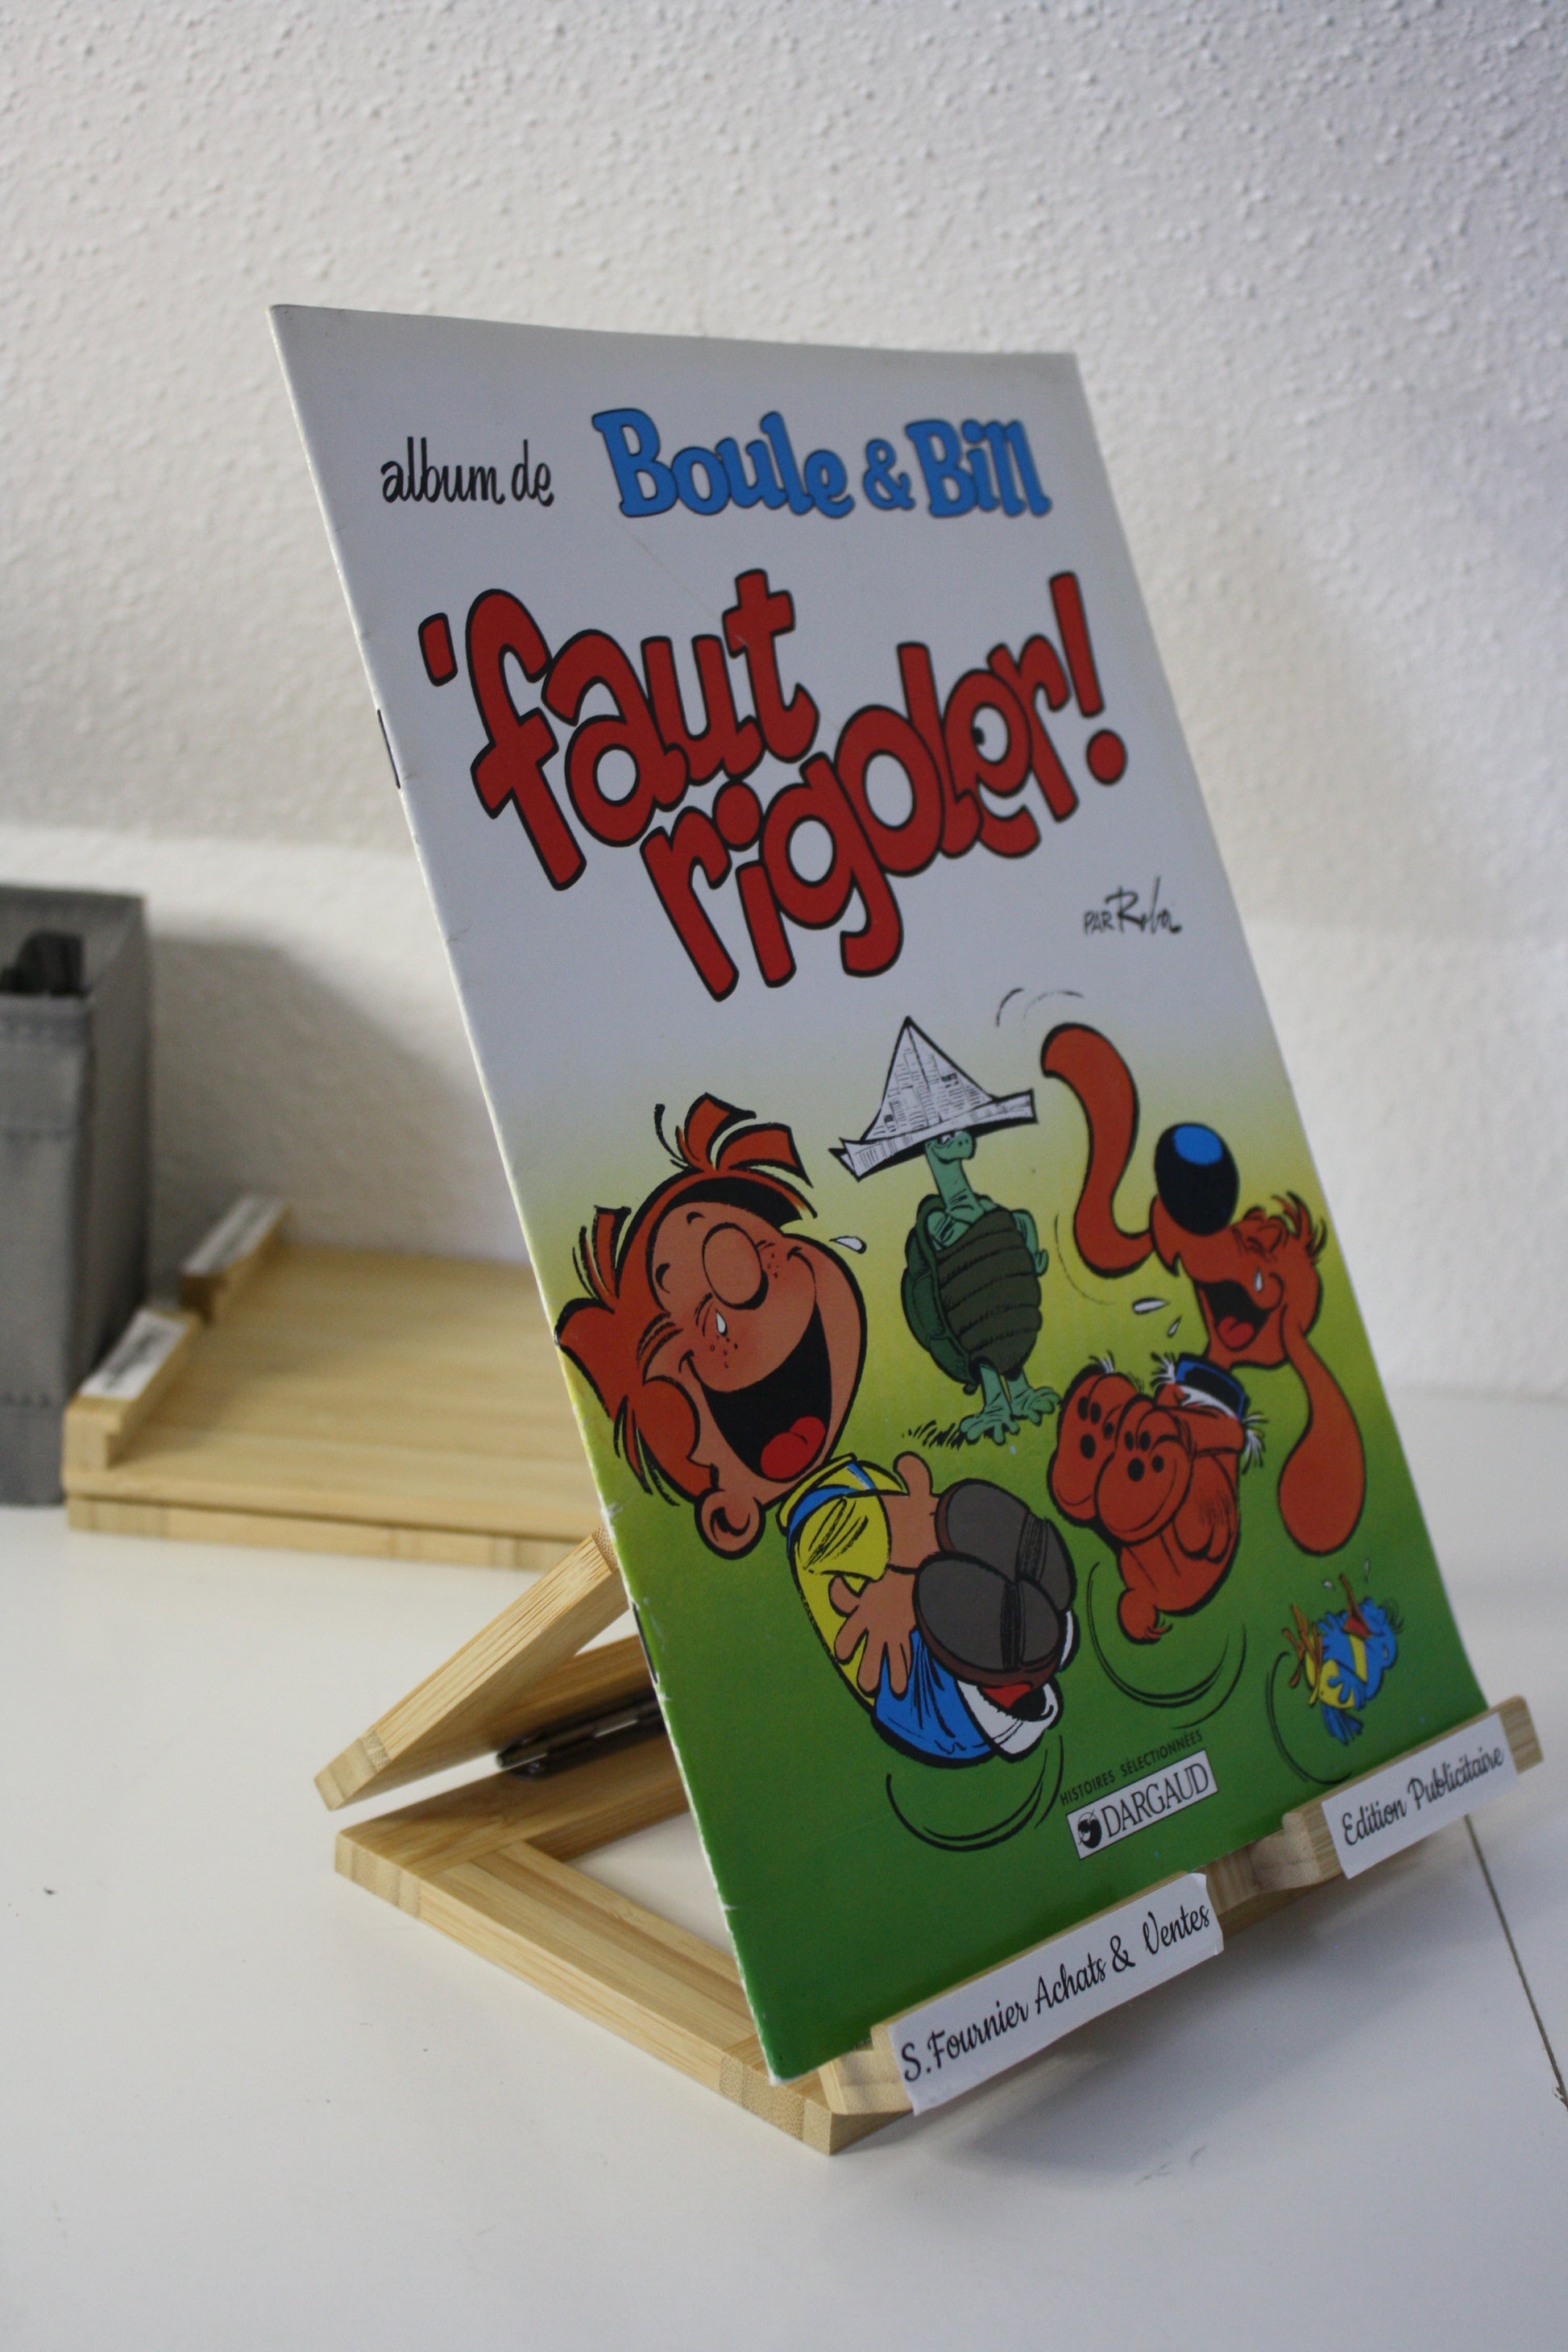 album de Boule & Bill
'faut
rigoler!
PAR Roba
HISTOIRES SÉLECTIONNÉES
DARGAUD
Edition Publicitaire
S.Fournier Achats & Ventes